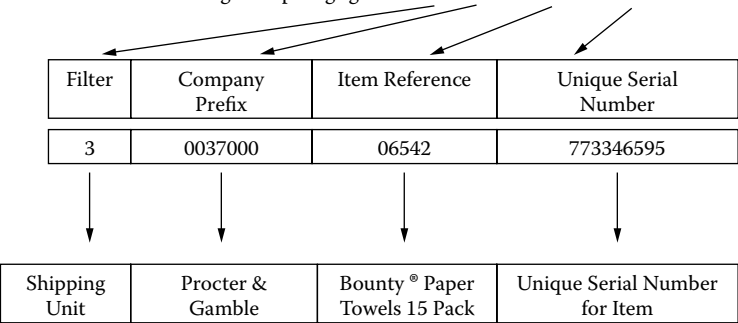 Filter
Company
Prefix
Item Reference
Unique Serial
Number
3
0037000
06542
773346595
Shipping
Unit
Procter &
Gamble
Bounty ® Paper
Towels 15 Pack
Unique Serial Number
for Item